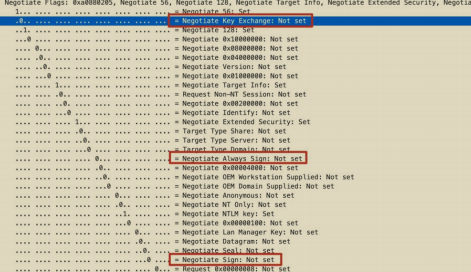 Negotiate Flags: 0xa0880205, Negotiate 56, Negotiate 128, Negotiate Target Info, Negotiate Extended Security, Negotia
1... .... .... .... .... .... .... .... = Negotiate 56: Set
.0.. .... .... .... .... .... .... .... = Negotiate Key Exchange: Not set
..1. .... .... .... .... .... .... .... = Negotiate 128: Set
...0 .... .... .... .... .... .... .... = Negotiate 0x10000000: Not set
.... 0... .... .... .... .... .... .... = Negotiate 0x08000000: Not set
.... .0.. .... .... .... .... .... .... = Negotiate 0x04000000: Not set
.... ..0. .... .... .... .... .... .... = Negotiate Version: Not set
.... ...0 .... .... .... .... .... .... = Negotiate 0x01000000: Not set
.... .... 1... .... .... .... .... .... = Negotiate Target Info: Set
.... .... .0.. .... .... .... .... .... = Request Non-NT Session: Not set
.... .... ..0. .... .... .... .... .... = Negotiate 0x00200000: Not set
.... .... ...0 .... .... .... .... .... = Negotiate Identify: Not set
.... .... .... 1... .... .... .... .... = Negotiate Extended Security: Set
.... .... .... .0.. .... .... .... .... = Target Type Share: Not set
.... .... .... ..0. .... .... .... .... = Target Type Server: Not set
.... .... .... ...0 .... .... .... .... = Target Type Domain: Not set
.... .... .... .... 0... .... .... .... = Negotiate Always Sign: Not set
.... .... .... .... .0.. .... .... .... = Negotiate 0x00004000: Not set
.... .... .... .... ..0. .... .... .... = Negotiate OEM Workstation Supplied: Not set
.... .... .... .... ...0 .... .... .... = Negotiate OEM Domain Supplied: Not set
.... .... .... .... .... 0... .... .... = Negotiate Anonymous: Not set
.... .... .... .... .... .0.. .... .... = Negotiate NT Only: Not set
.... .... .... .... .... ..1. .... .... = Negotiate NTLM key: Set
.... .... .... .... .... ...0 .... .... = Negotiate 0x00000100: Not set
.... .... .... .... .... .... 0... .... = Negotiate Lan Manager Key: Not set
.... .... .... .... .... .... .0.. .... = Negotiate Datagram: Not set
.... .... .... .... .... .... ..0. .... = Negotiate Seal: Not set
.... .... .... .... .... .... ...0 .... = Negotiate Sign: Not set
.... .... .... .... .... .... .... 0... = Request 0x00000008: Not set